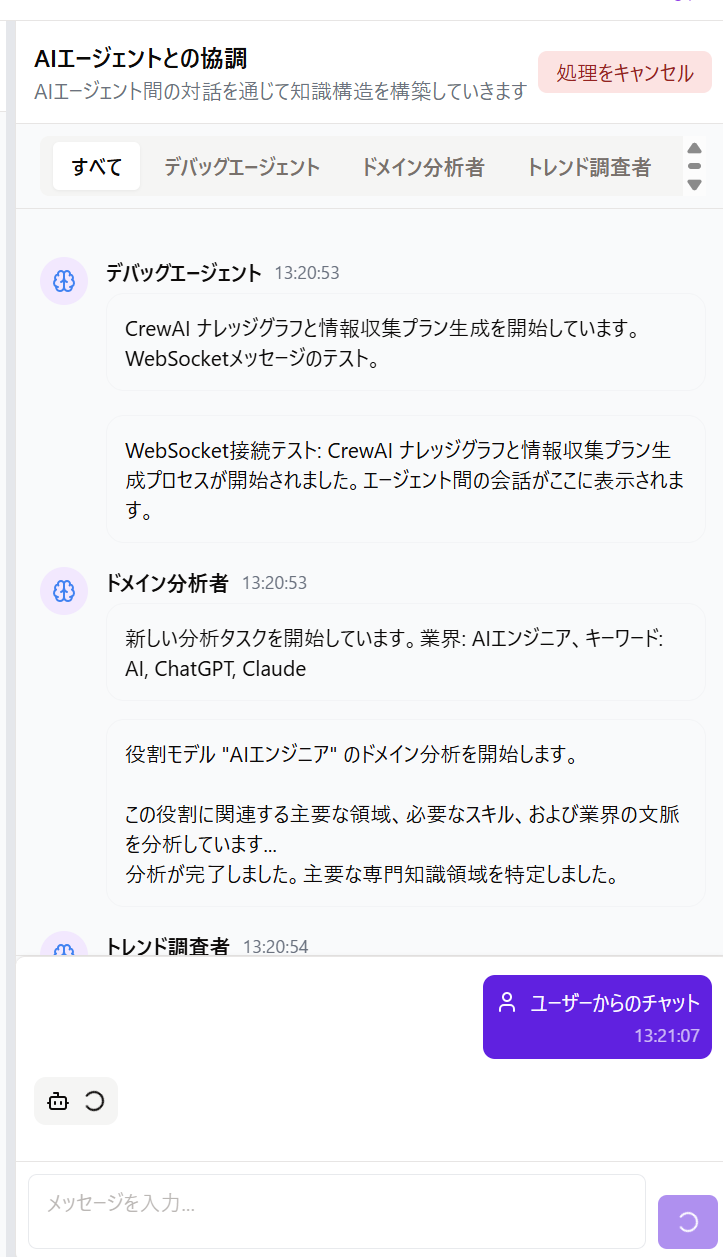 AIエージェントとの協調
AIエージェント間の対話を通じて知識構造を構築していきます
処理をキャンセル
すべて
デバッグエージェント
ドメイン分析者
トレンド調査者
デバッグエージェント 13:20:53
CrewAI ナレッジグラフと情報収集プラン生成を開始しています。
WebSocketメッセージのテスト。
WebSocket接続テスト: CrewAI ナレッジグラフと情報収集プラン生
成プロセスが開始されました。エージェント間の会話がここに表示されま
す。
ドメイン分析者 13:20:53
新しい分析タスクを開始しています。業界: AIエンジニア、キーワード:
AI, ChatGPT, Claude
役割モデル "AIエンジニア" のドメイン分析を開始します。
この役割に関連する主要な領域、必要なスキル、および業界の文脈
を分析しています...
分析が完了しました。主要な専門知識領域を特定しました。
トレンド調査者 13:20:54
ユーザーからのチャット
13:21:07
メッセージを入力...